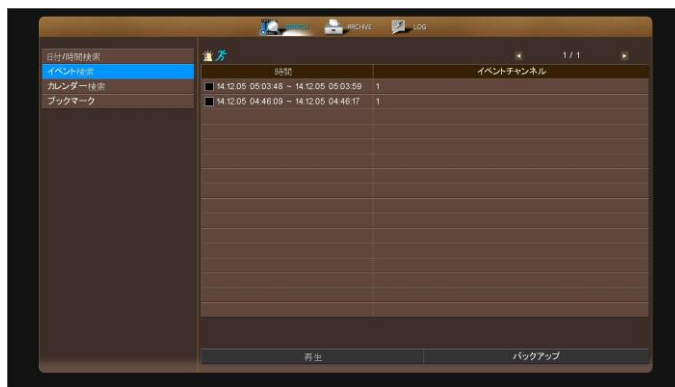 SEARCH ARCHIVE LOG
日付/時間検索
イベント検索
カレンダー検索
ブックマーク
1 / 1
時間 イベントチャンネル
14.12.05 05:03:48 ~ 14.12.05 05:03:59 1
14.12.05 04:46:09 ~ 14.12.05 04:46:17 1
再生 バックアップ